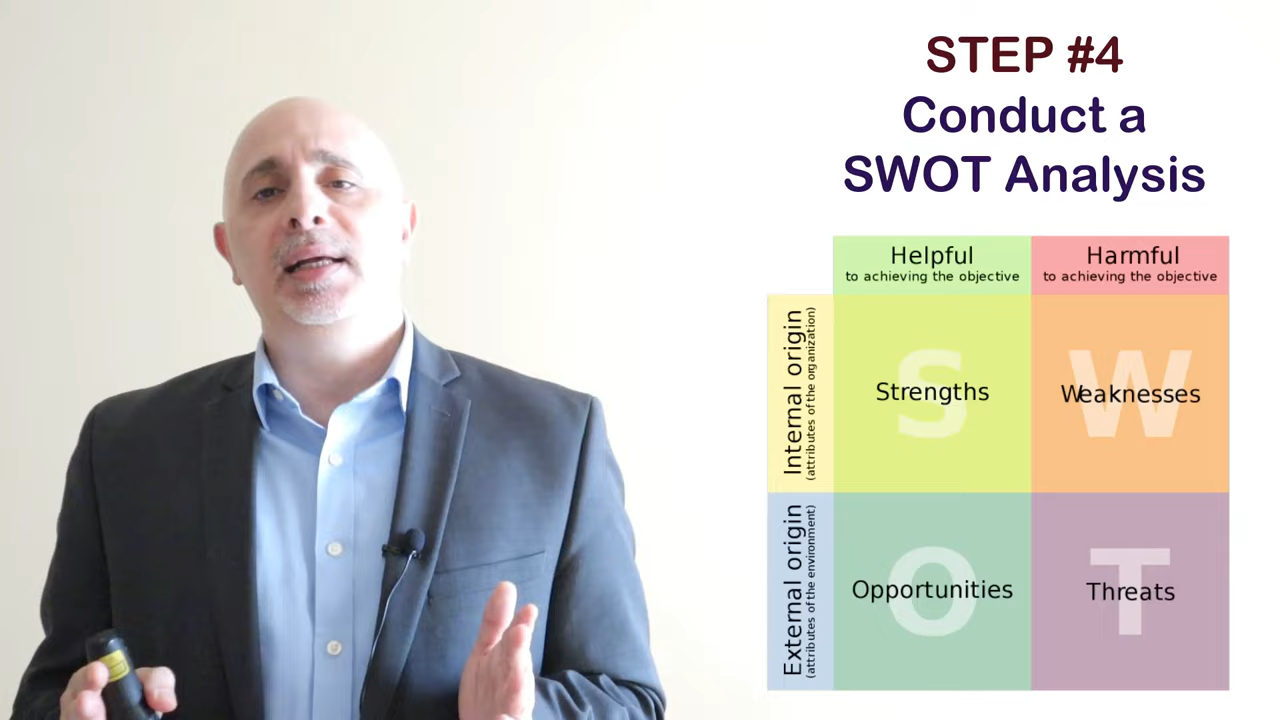 STEP #4
Conduct a
SWOT Analysis
Helpful
to achieving the objective
Harmful
to achieving the objective
Internal origin
(attributes of the organization)
S
Strengths
W
Weaknesses
External origin
(attributes of the environment)
O
Opportunities
T
Threats